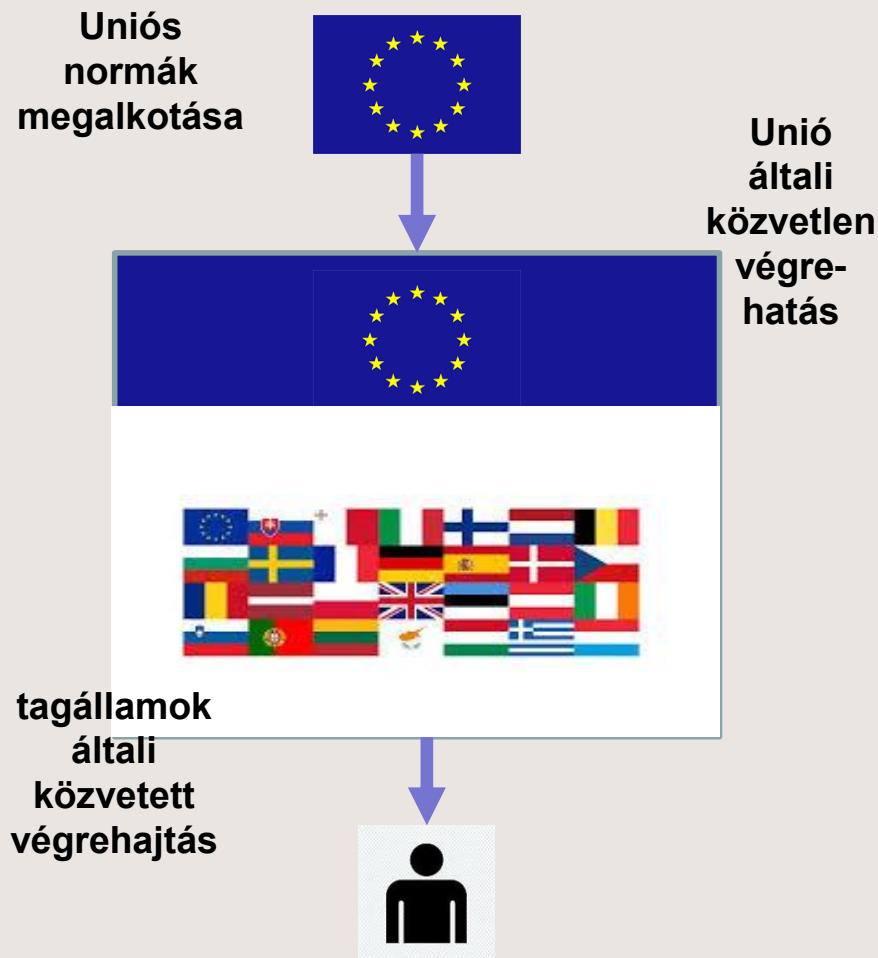 Uniós
normák
megalkotása
Unió
általi
közvetlen
végre-
hatás
tagállamok
általi
közvetett
végrehajtás